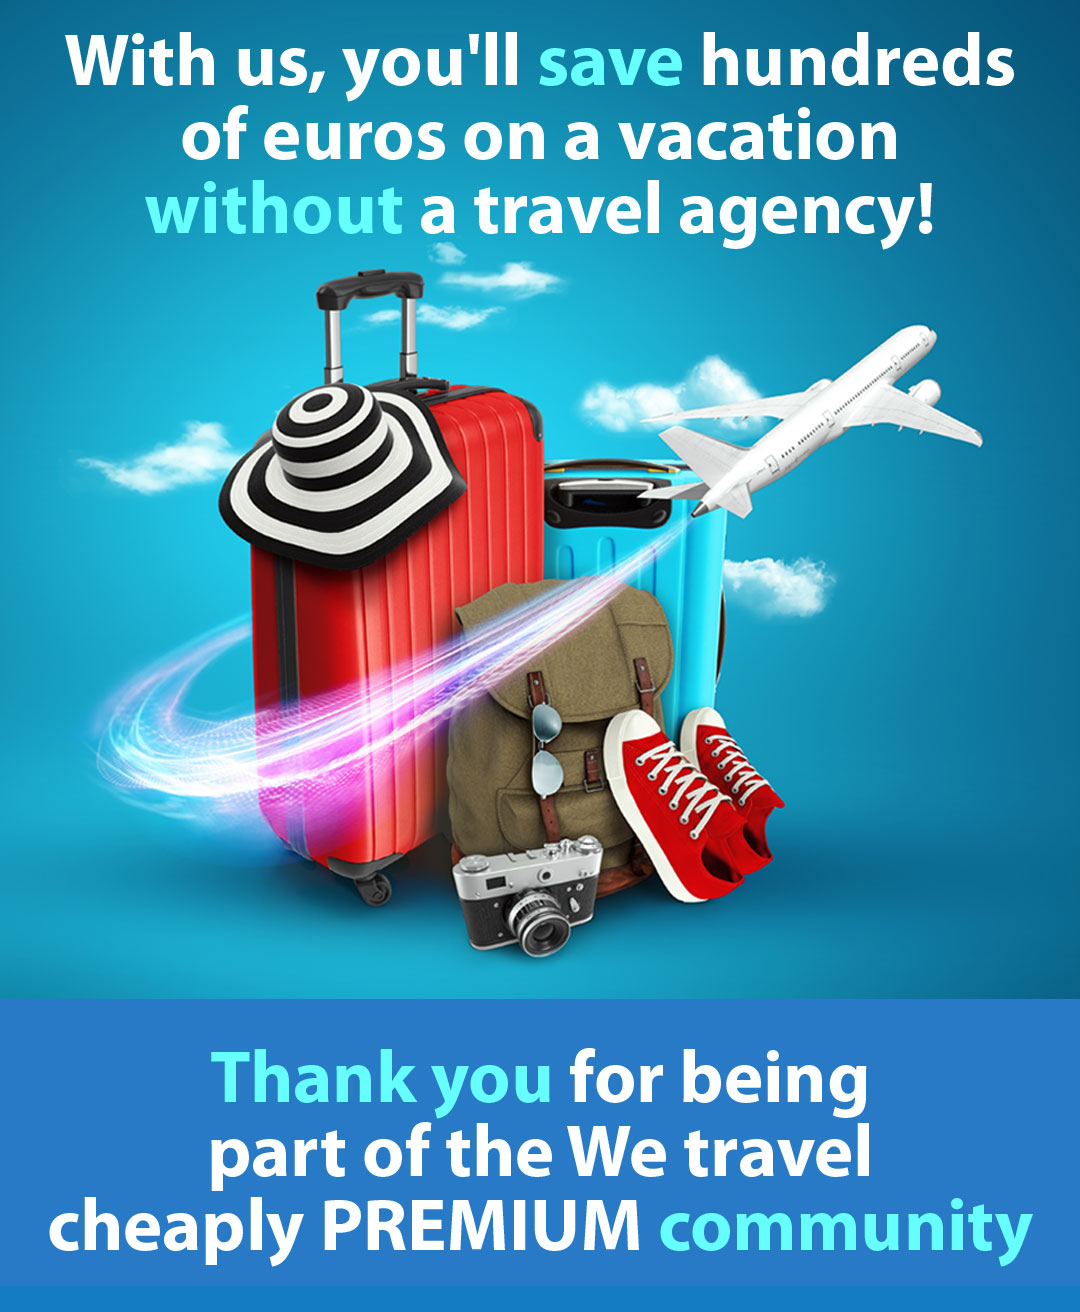 With us, you'll save hundreds
of euros on a vacation
without a travel agency!
Thank you for being
part of the We travel
cheaply PREMIUM community